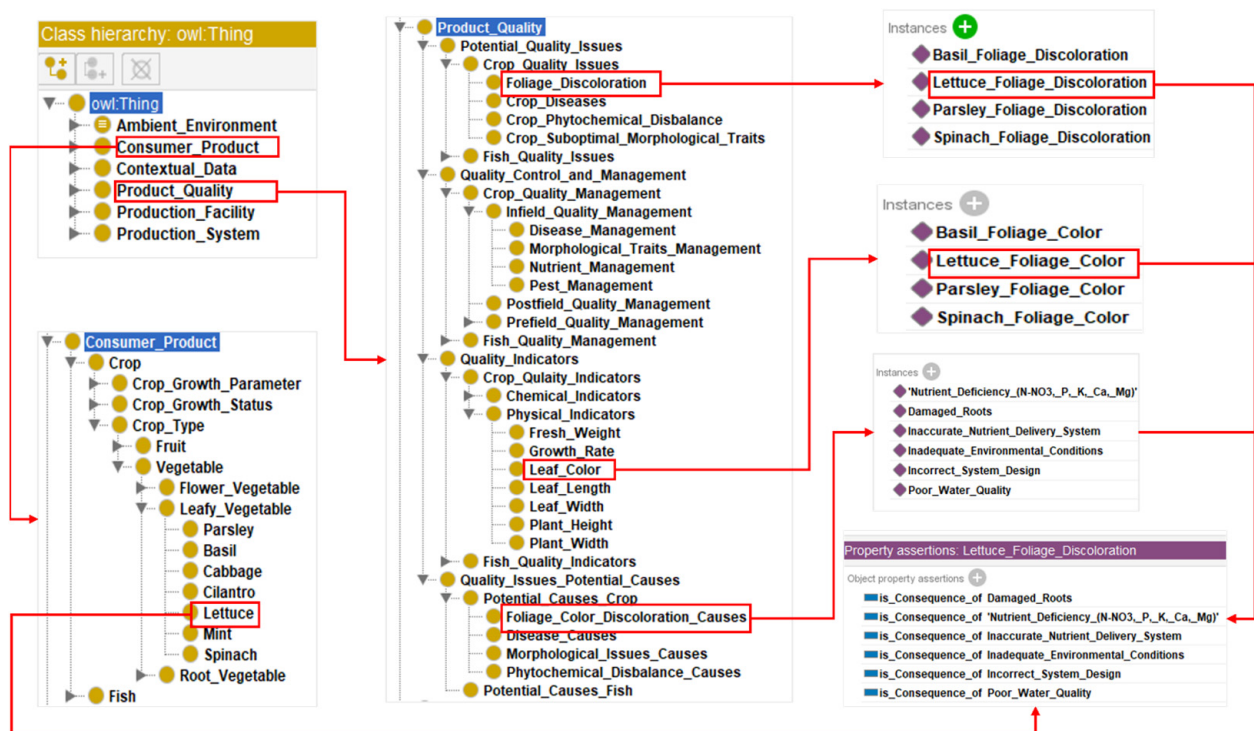 Class hierarchy: owl:Thing
owl:Thing
Ambient_Environment
Consumer_Product
Contextual_Data
Product_Quality
Production_Facility
Production_System
Consumer_Product
Crop
Crop_Growth_Parameter
Crop_Growth_Status
Crop_Type
Fruit
Vegetable
Flower_Vegetable
Leafy_Vegetable
Parsley
Basil
Cabbage
Cilantro
Lettuce
Mint
Spinach
Root_Vegetable
Fish
Product_Quality
Potential_Quality_Issues
Crop_Quality_Issues
Foliage_Discoloration
Crop_Diseases
Crop_Phytochemical_Disbalance
Crop_Suboptimal_Morphological_Traits
Fish_Quality_Issues
Quality_Control_and_Management
Crop_Quality_Management
Infield_Quality_Management
Disease_Management
Morphological_Traits_Management
Nutrient_Management
Pest_Management
Postfield_Quality_Management
Prefield_Quality_Management
Fish_Quality_Management
Quality_Indicators
Crop_Qulaity_Indicators
Chemical_Indicators
Physical_Indicators
Fresh_Weight
Growth_Rate
Leaf_Color
Leaf_Length
Leaf_Width
Plant_Height
Plant_Width
Fish_Quality_Indicators
Quality_Issues_Potential_Causes
Potential_Causes_Crop
Foliage_Color_Discoloration_Causes
Disease_Causes
Morphological_Issues_Causes
Phytochemical_Disbalance_Causes
Potential_Causes_Fish
Instances
Basil_Foliage_Discoloration
Lettuce_Foliage_Discoloration
Parsley_Foliage_Discoloration
Spinach_Foliage_Discoloration
Instances
Basil_Foliage_Color
Lettuce_Foliage_Color
Parsley_Foliage_Color
Spinach_Foliage_Color
Instances
'Nutrient_Deficiency_(N-NO3,_P,_K,_Ca,_Mg)'
Damaged_Roots
Inaccurate_Nutrient_Delivery_System
Inadequate_Environmental_Conditions
Incorrect_System_Design
Poor_Water_Quality
Property assertions: Lettuce_Foliage_Discoloration
Object property assertions
is_Consequence_of Damaged_Roots
is_Consequence_of 'Nutrient_Deficiency_(N-NO3,_P,_K,_Ca,_Mg)'
is_Consequence_of Inaccurate_Nutrient_Delivery_System
is_Consequence_of Inadequate_Environmental_Conditions
is_Consequence_of Incorrect_System_Design
is_Consequence_of Poor_Water_Quality